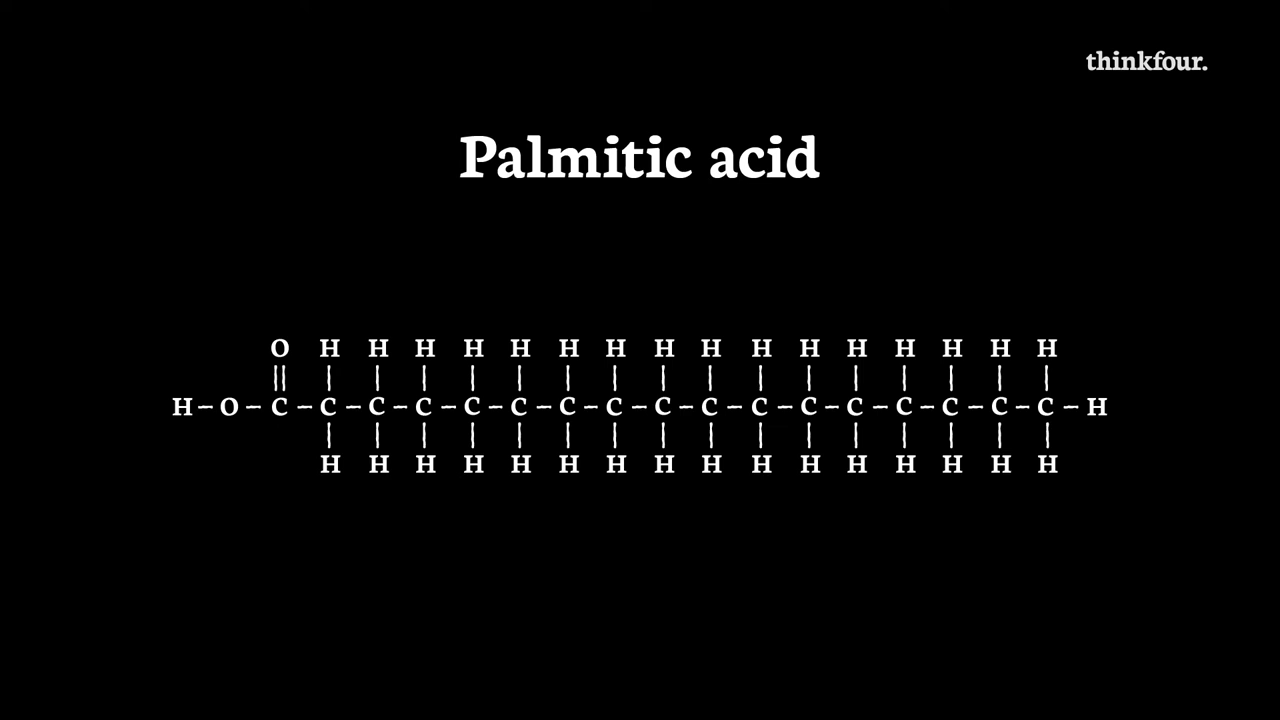 thinkfour.
Palmitic acid
O H H H H H H H H H H H H H H H H
H–O–C–C–C–C–C–C–C–C–C–C–C–C–C–C–C–C–C–H
H H H H H H H H H H H H H H H H